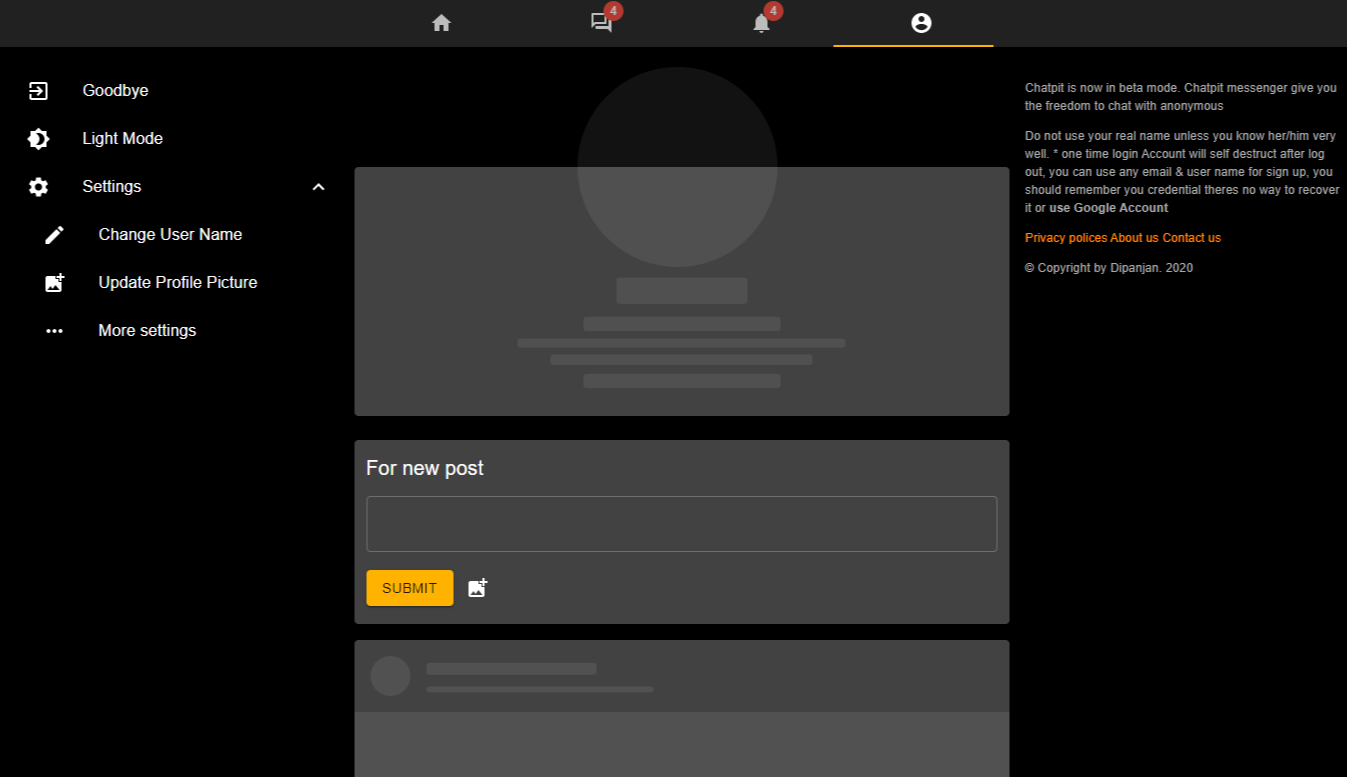 4
4
Goodbye
Light Mode
Settings
Change User Name
Update Profile Picture
More settings
For new post
SUBMIT
Chatpit is now in beta mode. Chatpit messenger give you
the freedom to chat with anonymous
Do not use your real name unless you know her/him very
well. * one time login Account will self destruct after log
out, you can use any email & user name for sign up, you
should remember you credential theres no way to recover
it or use Google Account
Privacy polices About us Contact us
© Copyright by Dipanjan. 2020